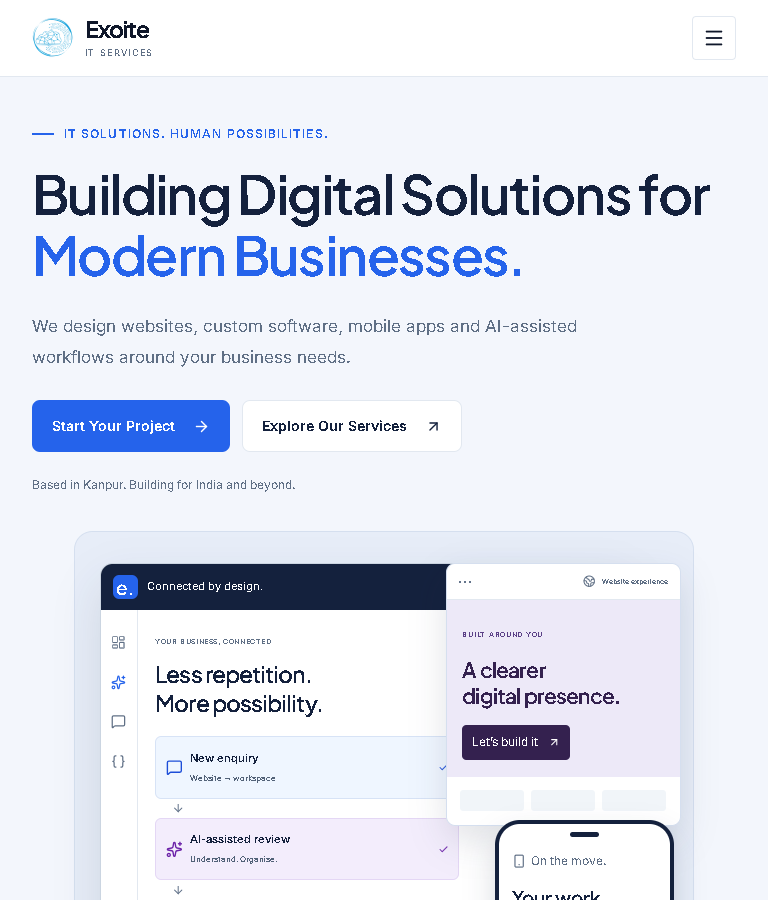 Exoite
IT SERVICES
IT SOLUTIONS. HUMAN POSSIBILITIES.
Building Digital Solutions for
Modern Businesses.
We design websites, custom software, mobile apps and AI-assisted
workflows around your business needs.
Start Your Project →
Explore Our Services ↗
Based in Kanpur. Building for India and beyond.
e. Connected by design.
YOUR BUSINESS, CONNECTED
Less repetition.
More possibility.
New enquiry
Website → workspace
AI-assisted review
Understand. Organise.
Website experience
BUILT AROUND YOU
A clearer
digital presence.
Let's build it ↗
On the move.
Your work